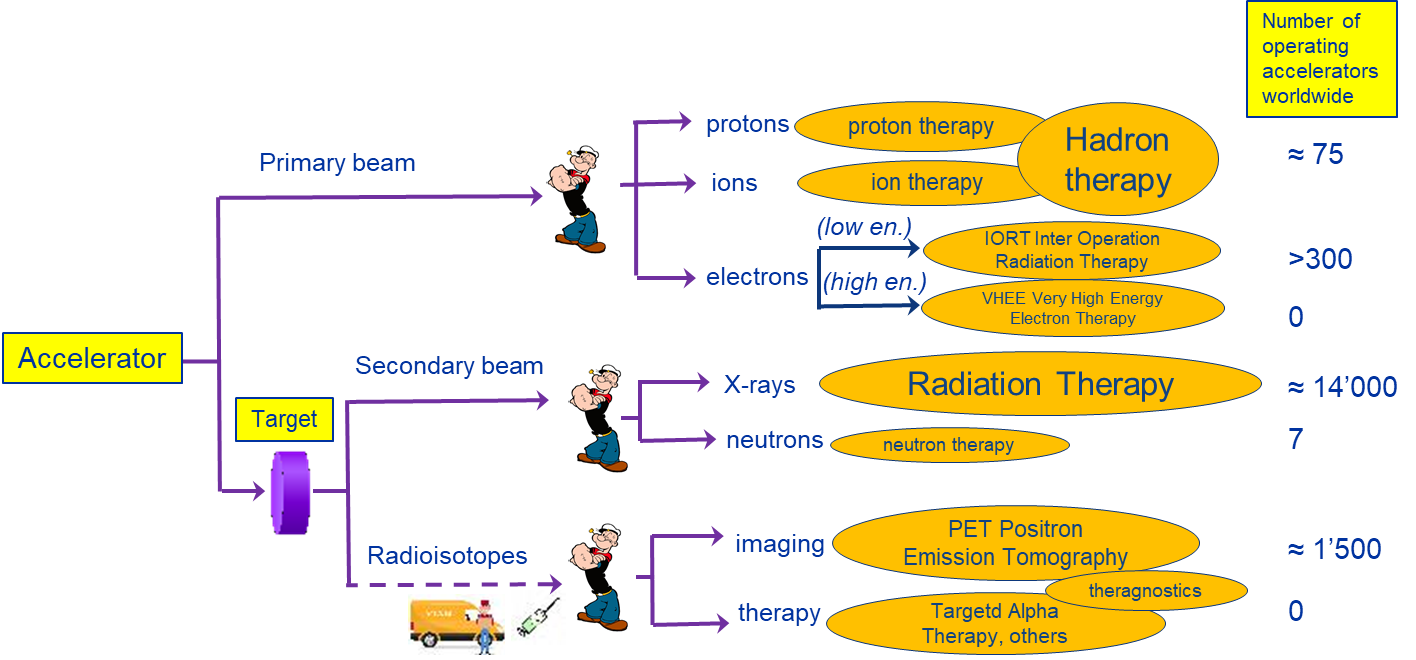 Number of
operating
accelerators
worldwide
Primary beam
protons
proton therapy
Hadron
therapy
≈ 75
ions
ion therapy
electrons
(low en.)
IORT Inter Operation
Radiation Therapy
>300
(high en.)
VHEE Very High Energy
Electron Therapy
0
Accelerator
Target
Secondary beam
X-rays
Radiation Therapy
≈ 14’000
neutrons
neutron therapy
7
Radioisotopes
imaging
PET Positron
Emission Tomography
≈ 1’500
theragnostics
therapy
Targetd Alpha
Therapy, others
0